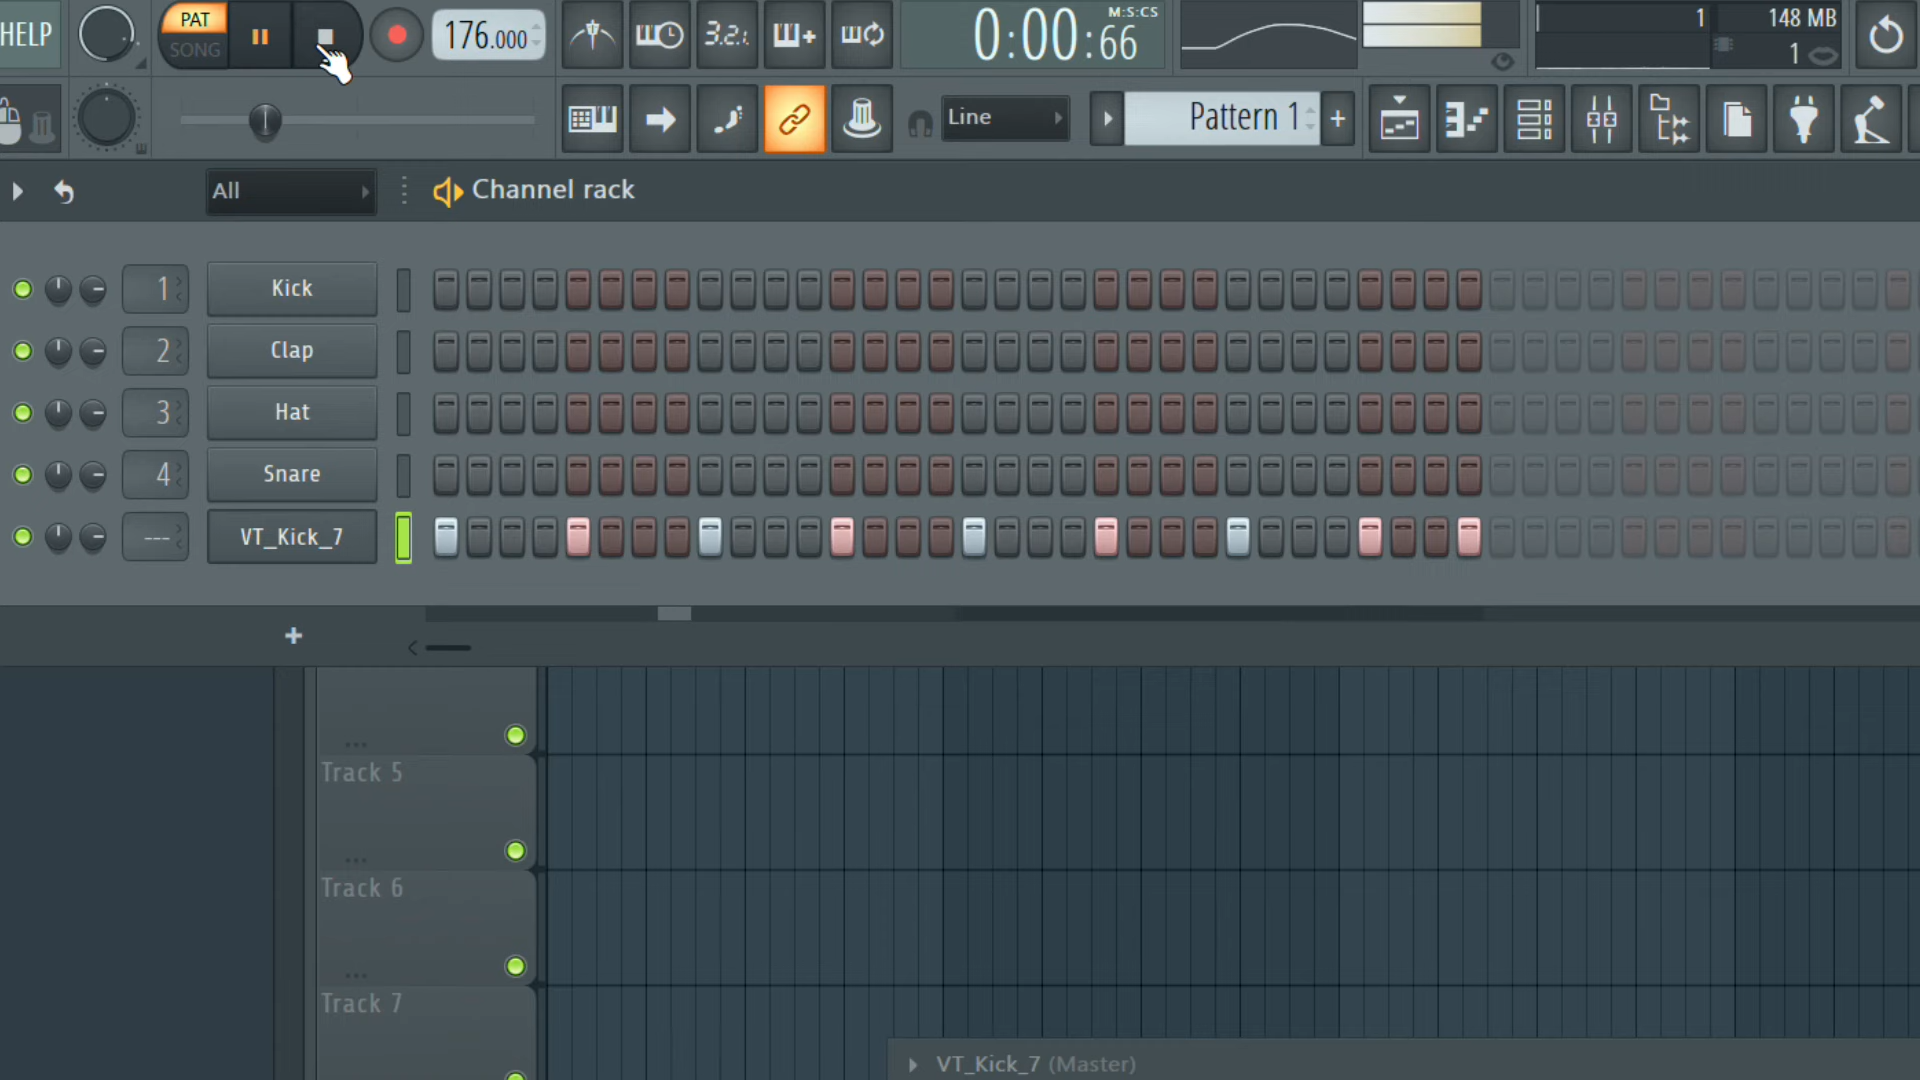 HELP
PAT
SONG
176.000
3.2.
M:S:CS
0:00:66
1
148 MB
1
Line
Pattern 1
+
All
Channel rack
1
Kick
2
Clap
3
Hat
4
Snare
---
VT_Kick_7
+
...
Track 5
...
Track 6
...
Track 7
VT_Kick_7 (Master)